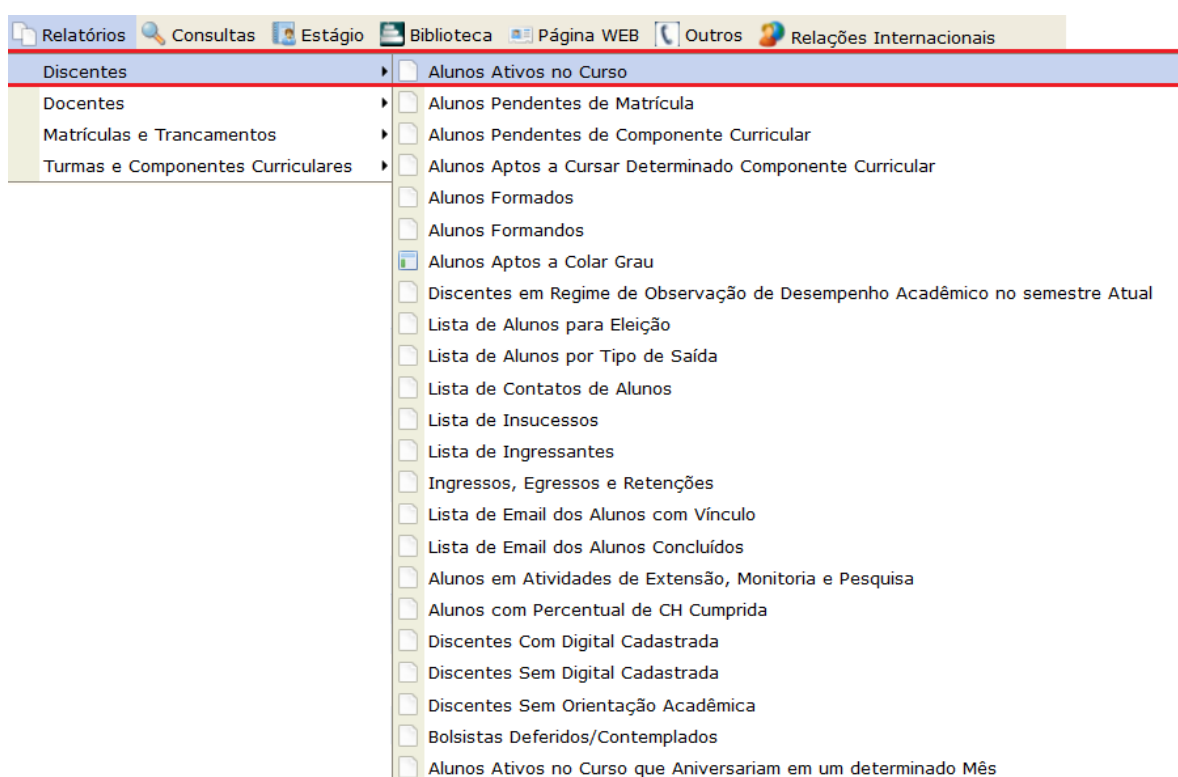 Relatórios Consultas Estágio Biblioteca Página WEB Outros Relações Internacionais
Discentes
Docentes
Matrículas e Trancamentos
Turmas e Componentes Curriculares
Alunos Ativos no Curso
Alunos Pendentes de Matrícula
Alunos Pendentes de Componente Curricular
Alunos Aptos a Cursar Determinado Componente Curricular
Alunos Formados
Alunos Formandos
Alunos Aptos a Colar Grau
Discentes em Regime de Observação de Desempenho Acadêmico no semestre Atual
Lista de Alunos para Eleição
Lista de Alunos por Tipo de Saída
Lista de Contatos de Alunos
Lista de Insucessos
Lista de Ingressantes
Ingressos, Egressos e Retenções
Lista de Email dos Alunos com Vínculo
Lista de Email dos Alunos Concluídos
Alunos em Atividades de Extensão, Monitoria e Pesquisa
Alunos com Percentual de CH Cumprida
Discentes Com Digital Cadastrada
Discentes Sem Digital Cadastrada
Discentes Sem Orientação Acadêmica
Bolsistas Deferidos/Contemplados
Alunos Ativos no Curso que Aniversariam em um determinado Mês